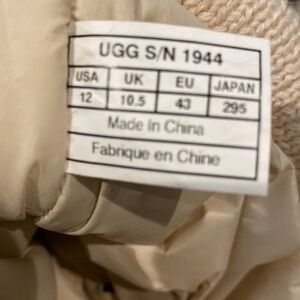 UGG S/N 1944
USA UK EU JAPAN
12 10.5 43 295
Made In China
Fabrique en Chine